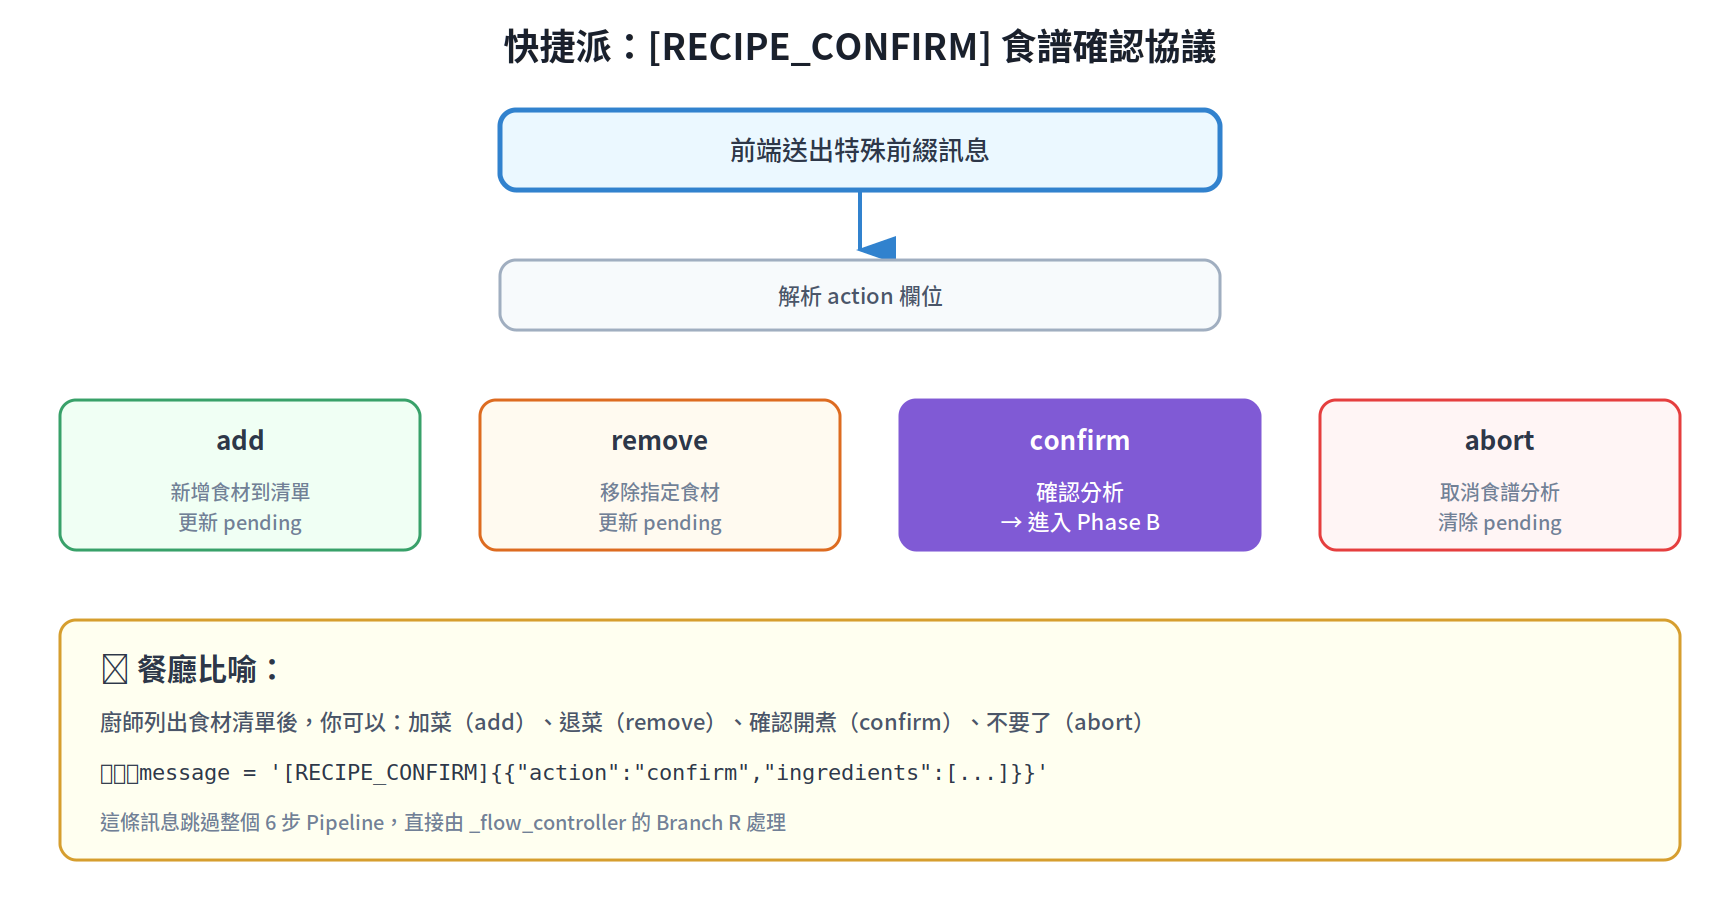 快捷派：[RECIPE_CONFIRM] 食譜確認協議
前端送出特殊前綴訊息
解析 action 欄位
add
新增食材到清單
更新 pending
remove
移除指定食材
更新 pending
confirm
確認分析
→ 進入 Phase B
abort
取消食譜分析
清除 pending
餐廳比喻：
廚師列出食材清單後，你可以：加菜（add）、退菜（remove）、確認開煮（confirm）、不要了（abort）
message = '[RECIPE_CONFIRM]{{"action":"confirm","ingredients":[...]}}'
這條訊息跳過整個 6 步 Pipeline，直接由 _flow_controller 的 Branch R 處理